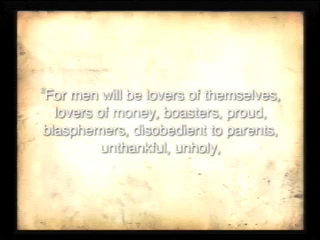 ²For men will be lovers of themselves,
lovers of money, boasters, proud,
blasphemers, disobedient to parents,
unthankful, unholy,